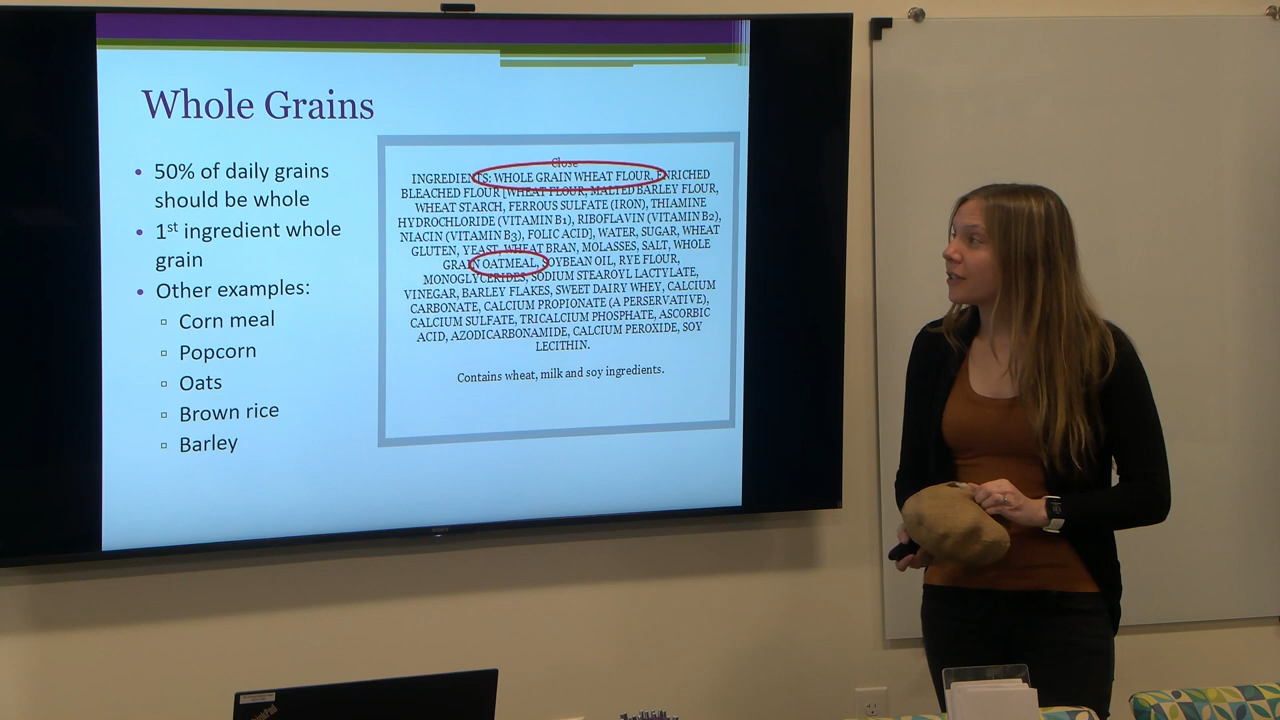 Whole Grains
• 50% of daily grains
should be whole
• 1st ingredient whole
grain
• Other examples:
▫ Corn meal
▫ Popcorn
▫ Oats
▫ Brown rice
▫ Barley
Close
INGREDIENTS: WHOLE GRAIN WHEAT FLOUR, ENRICHED
BLEACHED FLOUR [WHEAT FLOUR, MALTED BARLEY FLOUR,
WHEAT STARCH, FERROUS SULFATE (IRON), THIAMINE
HYDROCHLORIDE (VITAMIN B1), RIBOFLAVIN (VITAMIN B2),
NIACIN (VITAMIN B3), FOLIC ACID], WATER, SUGAR, WHEAT
GLUTEN, YEAST, WHEAT BRAN, MOLASSES, SALT, WHOLE
GRAIN OATMEAL, SOYBEAN OIL, RYE FLOUR,
MONOGLYCERIDES, SODIUM STEAROYL LACTYLATE,
VINEGAR, BARLEY FLAKES, SWEET DAIRY WHEY, CALCIUM
CARBONATE, CALCIUM PROPIONATE (A PERSERVATIVE),
CALCIUM SULFATE, TRICALCIUM PHOSPHATE, ASCORBIC
ACID, AZODICARBONAMIDE, CALCIUM PEROXIDE, SOY
LECITHIN.
Contains wheat, milk and soy ingredients.
ThinkPad